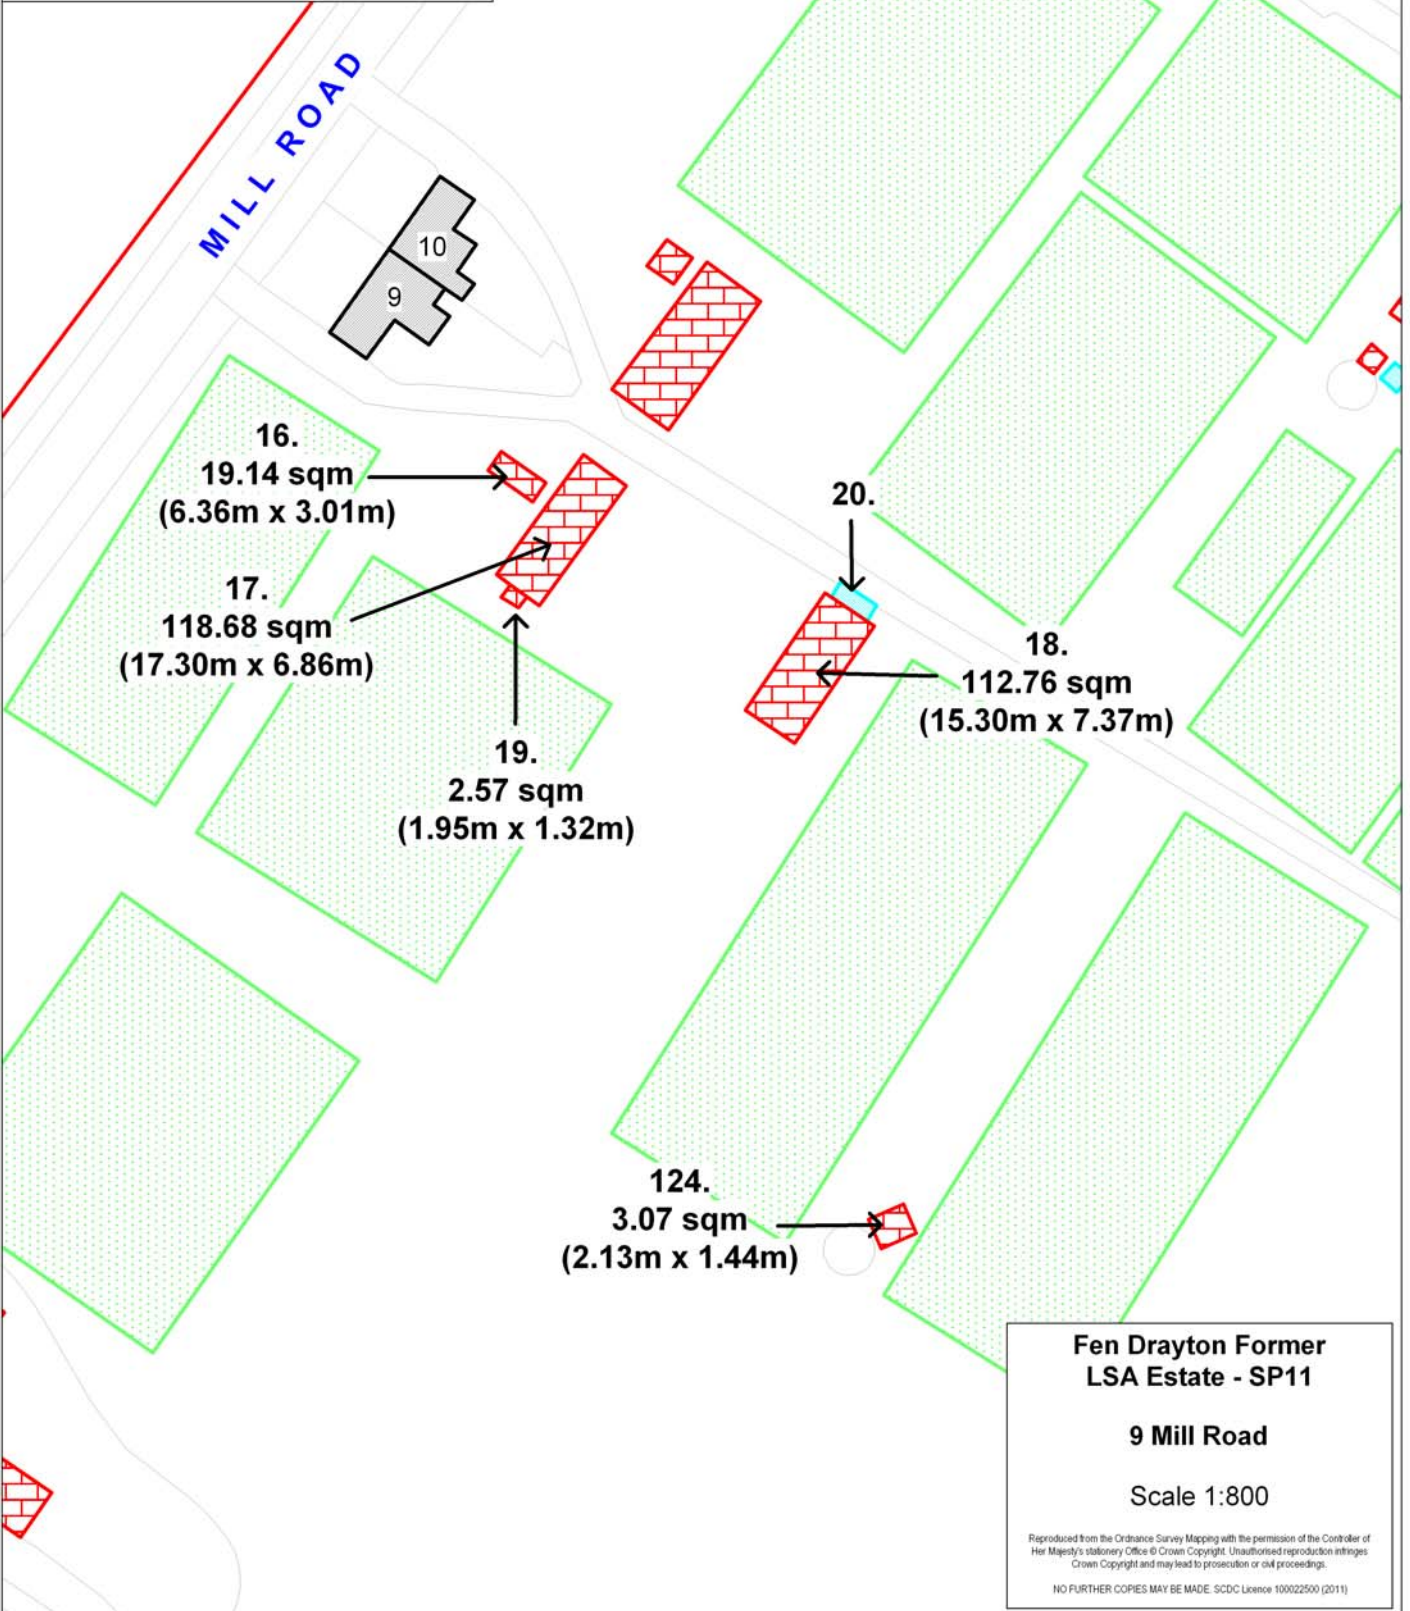 MILL ROAD
10
9
16.
19.14 sqm
(6.36m x 3.01m)
20.
17.
118.68 sqm
(17.30m x 6.86m)
18.
112.76 sqm
(15.30m x 7.37m)
19.
2.57 sqm
(1.95m x 1.32m)
124.
3.07 sqm
(2.13m x 1.44m)
Fen Drayton Former
LSA Estate - SP11
9 Mill Road
Scale 1:800
Reproduced from the Ordnance Survey Mapping with the permission of the Controller of
Her Majesty's stationery Office © Crown Copyright. Unauthorised reproduction infringes
Crown Copyright and may lead to prosecution or civil proceedings.
NO FURTHER COPIES MAY BE MADE. SCDC Licence 100022500 (2011)